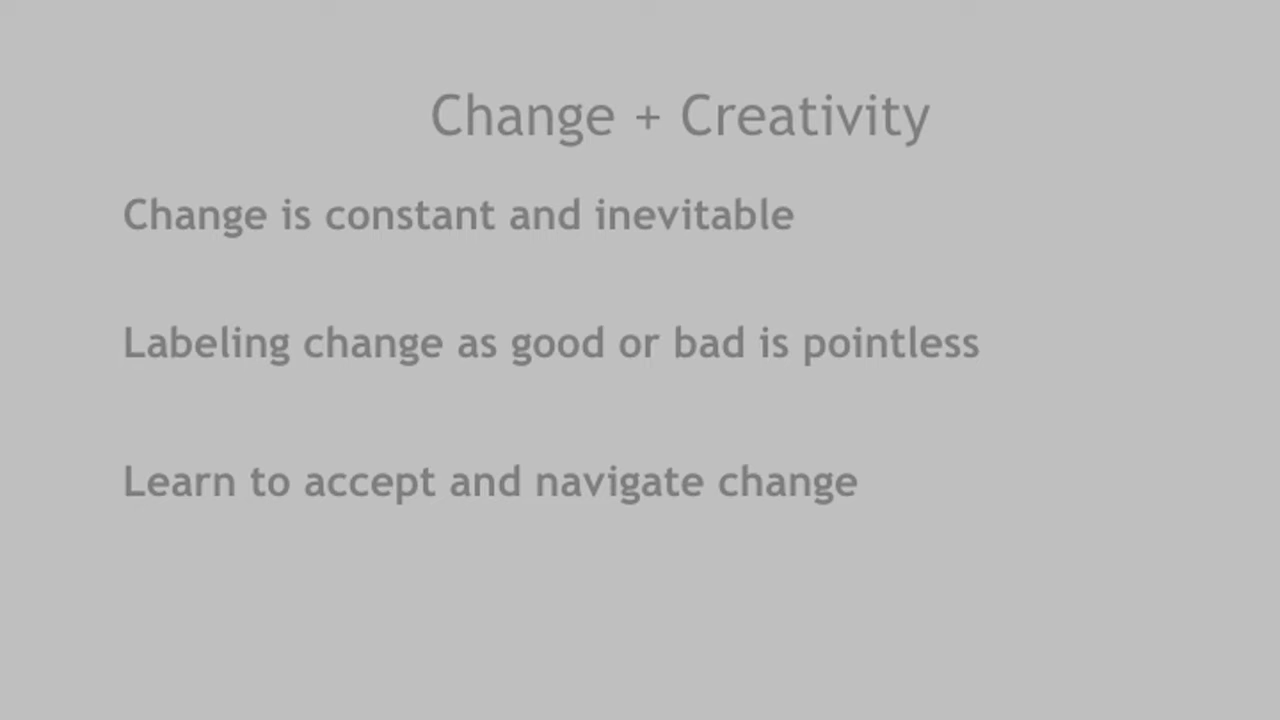 Change + Creativity
Change is constant and inevitable
Labeling change as good or bad is pointless
Learn to accept and navigate change